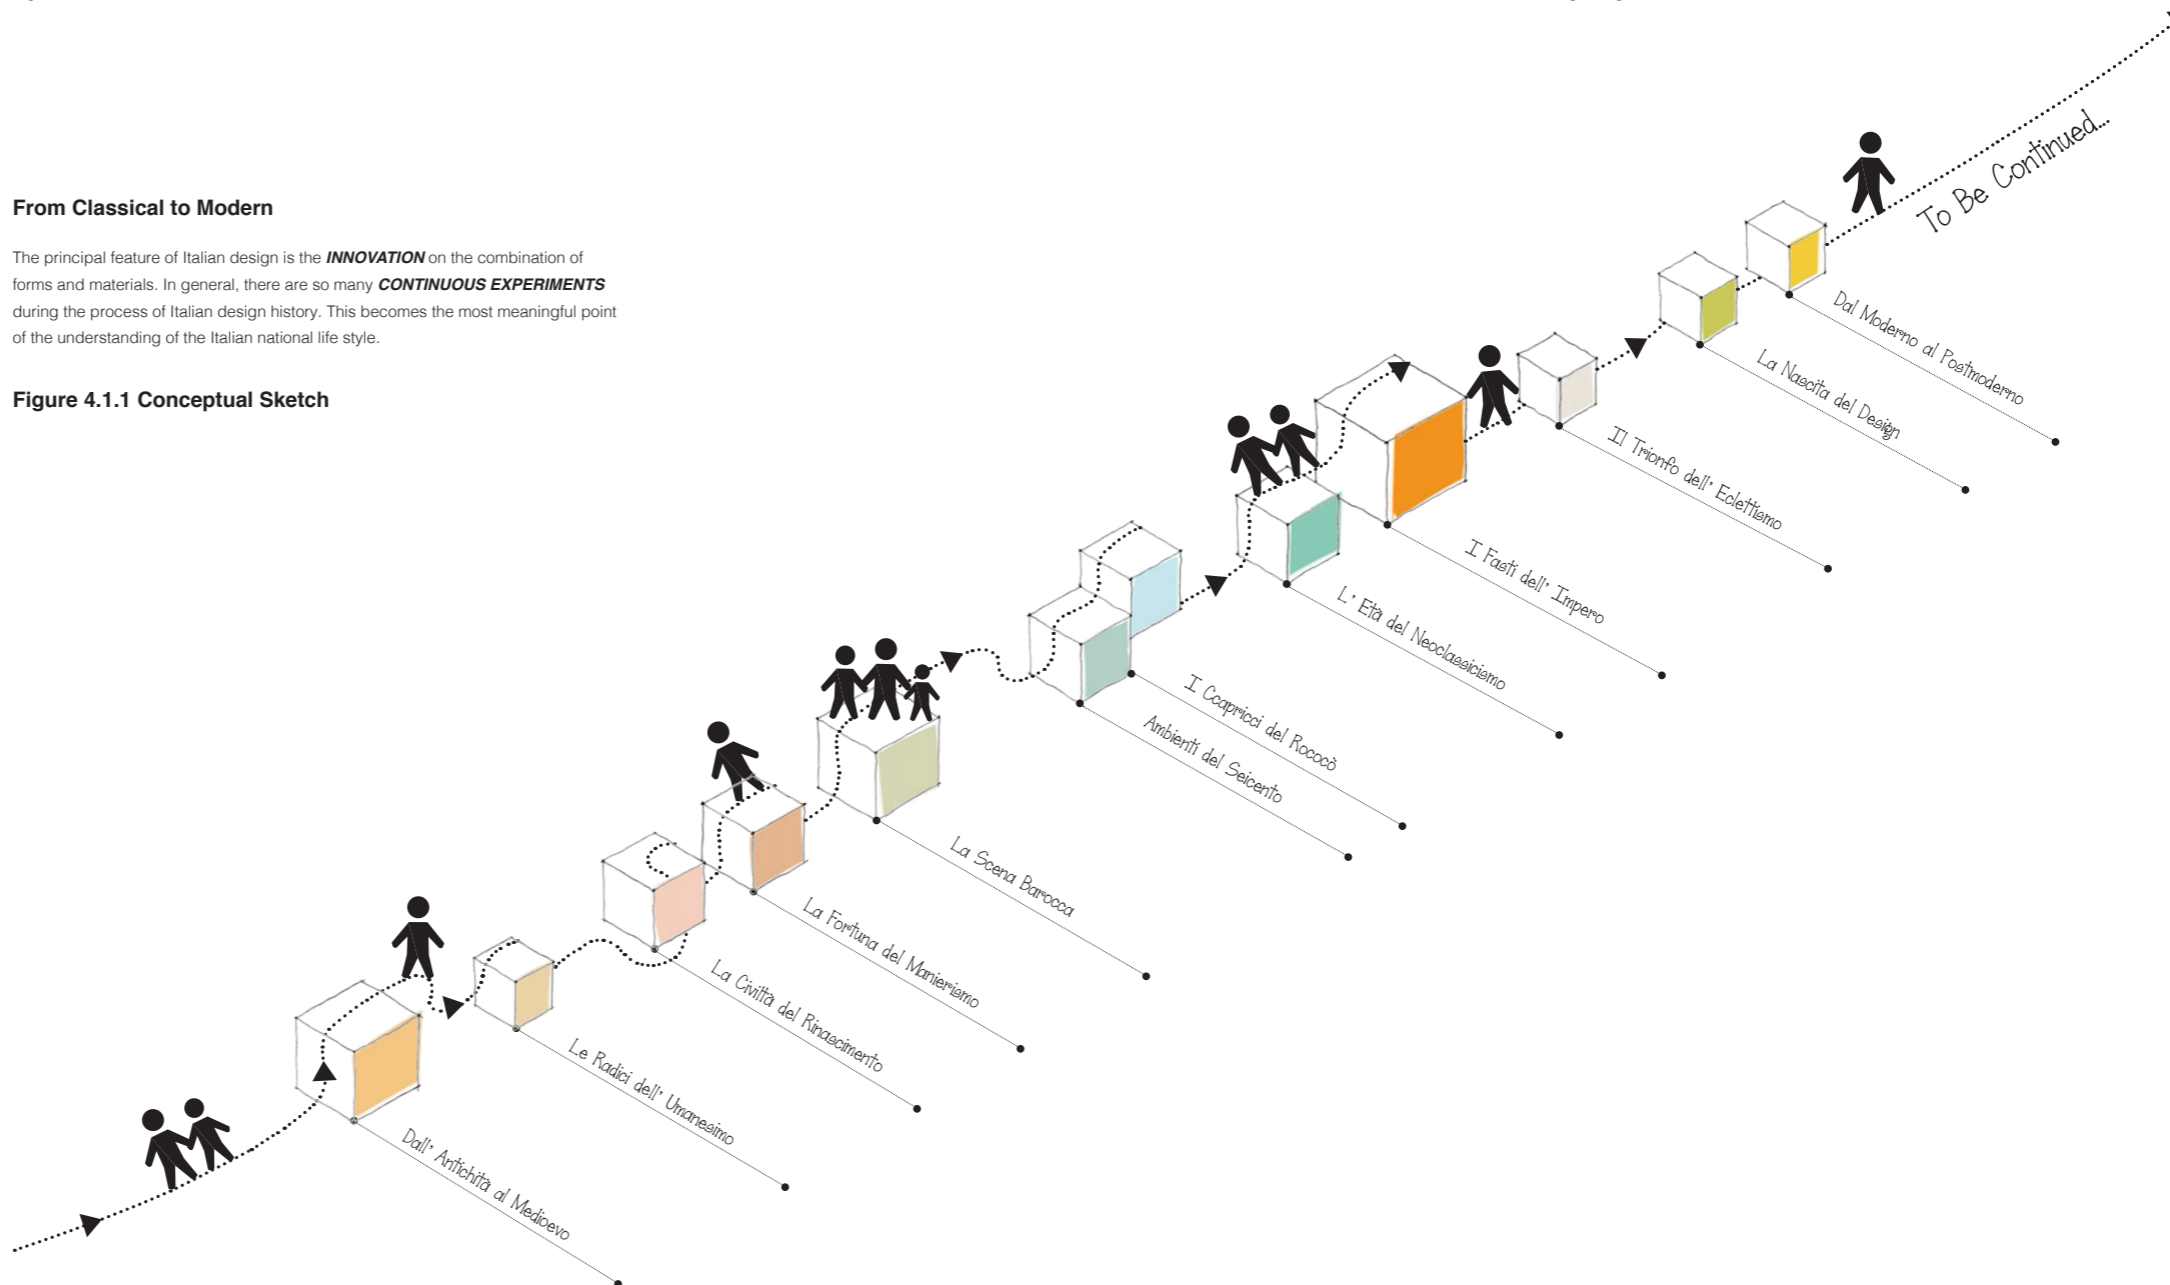 From Classical to Modern
The principal feature of Italian design is the INNOVATION on the combination of
forms and materials. In general, there are so many CONTINUOUS EXPERIMENTS
during the process of Italian design history. This becomes the most meaningful point
of the understanding of the Italian national life style.
Figure 4.1.1 Conceptual Sketch
Dall' Antichità al Medioevo
Le Radici dell' Umanesimo
La Civiltà del Rinascimento
La Fortuna del Manierismo
La Scena Barocca
Ambienti del Seicento
I Ccapricci del Rococò
L' Età del Neoclassicismo
I Fasti dell' Impero
Il Trionfo dell' Eclettismo
La Nascita del Design
Dal Moderno al Postmoderno
To Be Continued...